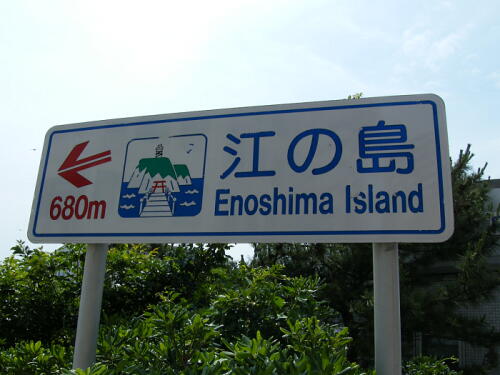 680m
江の島
Enoshima Island